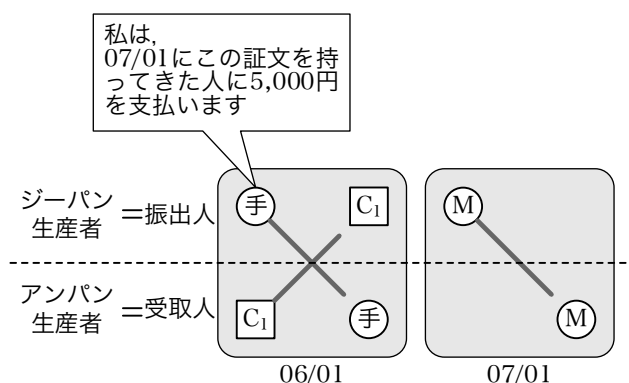 私は,
07/01にこの証文を持
ってきた人に5,000円
を支払います
ジーパン
生産者
=振出人
手
C₁
M
アンパン
生産者
=受取人
C₁
手
M
06/01
07/01